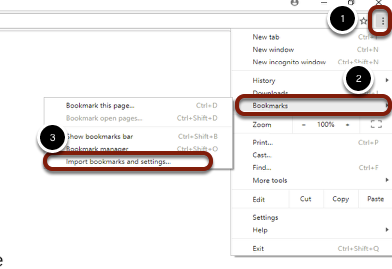 1
New tab Ctrl+T
New window Ctrl+N
New incognito window Ctrl+Shift+N
History
2
Downloads
Bookmarks
Zoom - 100% +
Print... Ctrl+P
Cast...
Find... Ctrl+F
More tools
Edit Cut Copy Paste
Settings
Help
Exit Ctrl+Shift+Q
Bookmark this page... Ctrl+D
Bookmark open pages... Ctrl+Shift+D
3
Show bookmarks bar Ctrl+Shift+B
Bookmark manager Ctrl+Shift+O
Import bookmarks and settings...
e